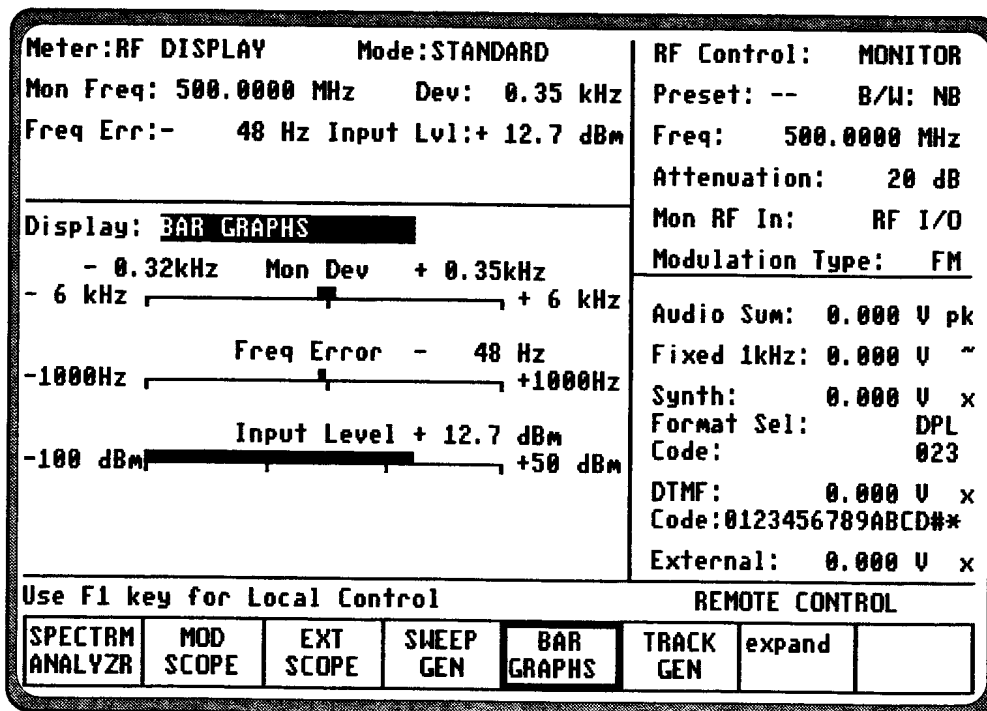 Meter:RF DISPLAY Mode:STANDARD
Mon Freq: 500.0000 MHz Dev: 0.35 kHz
Freq Err:- 48 Hz Input Lvl:+ 12.7 dBm
Display: BAR GRAPHS
- 0.32kHz Mon Dev + 0.35kHz
- 6 kHz + 6 kHz
Freq Error - 48 Hz
-1000Hz +1000Hz
Input Level + 12.7 dBm
-100 dBm +50 dBm
RF Control: MONITOR
Preset: -- B/W: NB
Freq: 500.0000 MHz
Attenuation: 20 dB
Mon RF In: RF I/O
Modulation Type: FM
Audio Sum: 0.000 V pk
Fixed 1kHz: 0.000 V ~
Synth: 0.000 V x
Format Sel: DPL
Code: 023
DTMF: 0.000 V x
Code:0123456789ABCD#*
External: 0.000 V x
Use F1 key for Local Control REMOTE CONTROL
SPECTRM ANALYZR
MOD SCOPE
EXT SCOPE
SWEEP GEN
BAR GRAPHS
TRACK GEN
expand